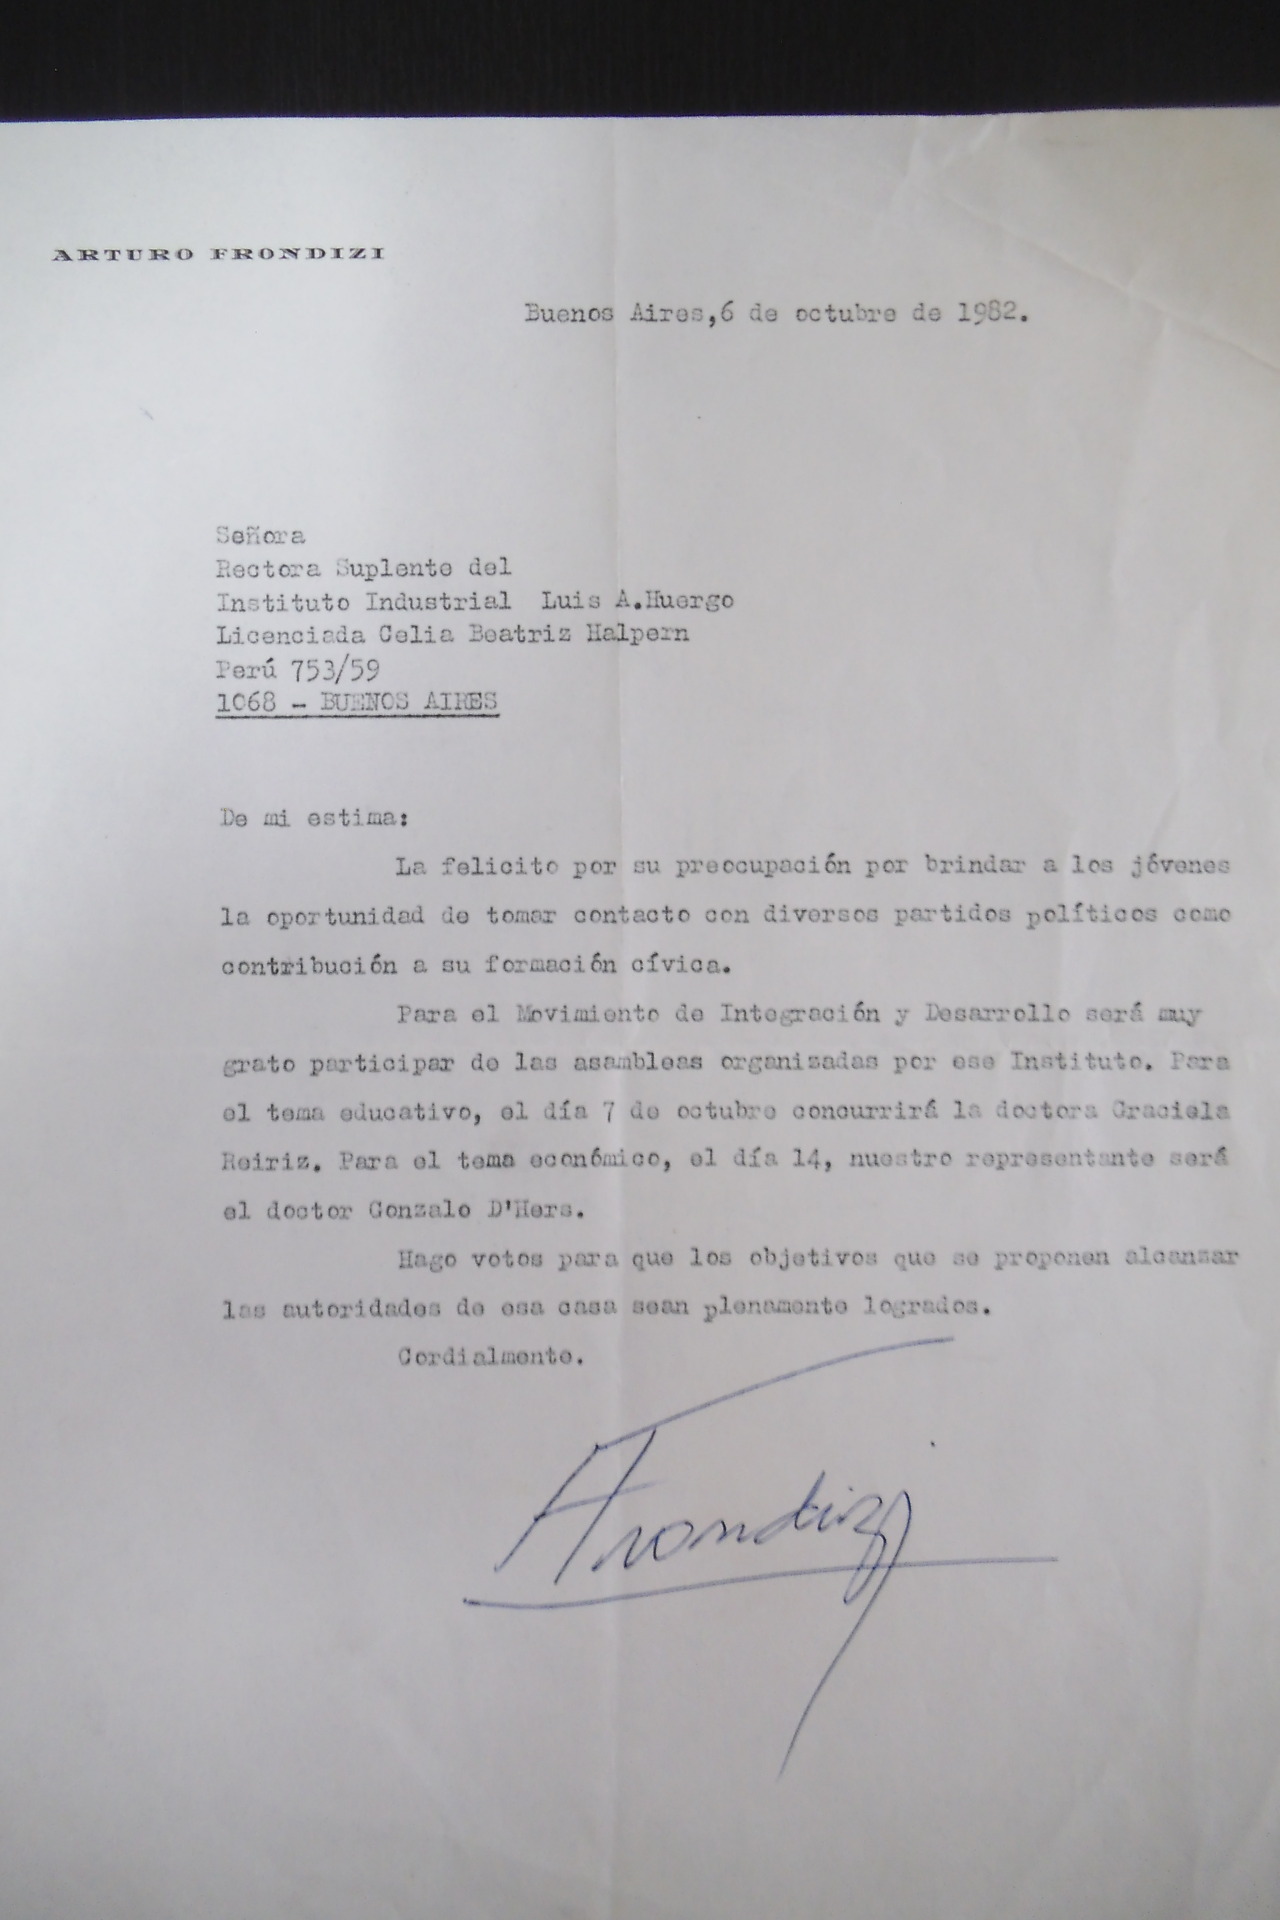 ARTURO FRONDIZI
Buenos Aires,6 de octubre de 1982.
Señora
Rectora Suplente del
Instituto Industrial Luis A.Huergo
Licenciada Celia Beatriz Halpern
Perú 753/59
1068 - BUENOS AIRES
De mi estima:
La felicito por su preocupación por brindar a los jóvenes
la oportunidad de tomar contacto con diversos partidos políticos como
contribución a su formación cívica.
Para el Movimiento de Integración y Desarrollo será muy
grato participar de las asambleas organizadas por ese Instituto. Para
el tema educativo, el día 7 de octubre concurrirá la doctora Graciela
Reiriz. Para el tema económico, el día 14, nuestro representante será
el doctor Gonzalo D'Hers.
Hago votos para que los objetivos que se proponen alcanzar
las autoridades de esa casa sean plenamente logrados.
Cordialmente.
Frondizi